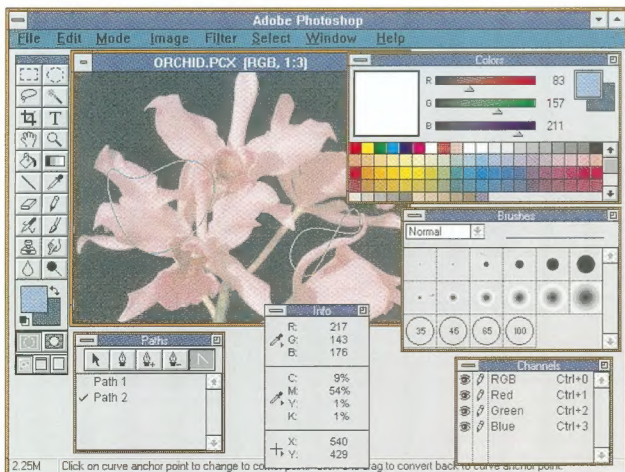 Adobe Photoshop
File Edit Mode Image Filter Select Window Help
ORCHID.PCX (RGB, 1:3)
Colors
R 83
G 157
B 211
T
Brushes
Normal
35 45 65 100
Info
R: 217
G: 143
B: 176
C: 9%
M: 54%
Y: 1%
K: 1%
X: 540
Y: 429
Paths
Path 1
✓ Path 2
Channels
RGB Ctrl+0
Red Ctrl+1
Green Ctrl+2
Blue Ctrl+3
2.25M Click on curve anchor point to change to to convert back to curve anchor point.